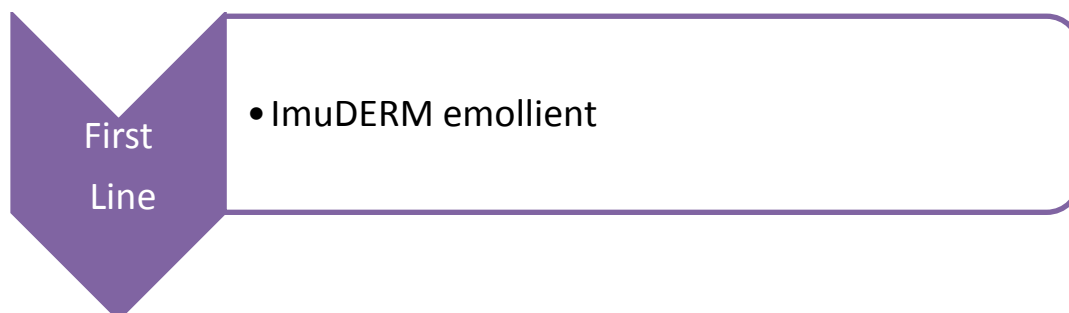 First
Line
• ImuDERM emollient